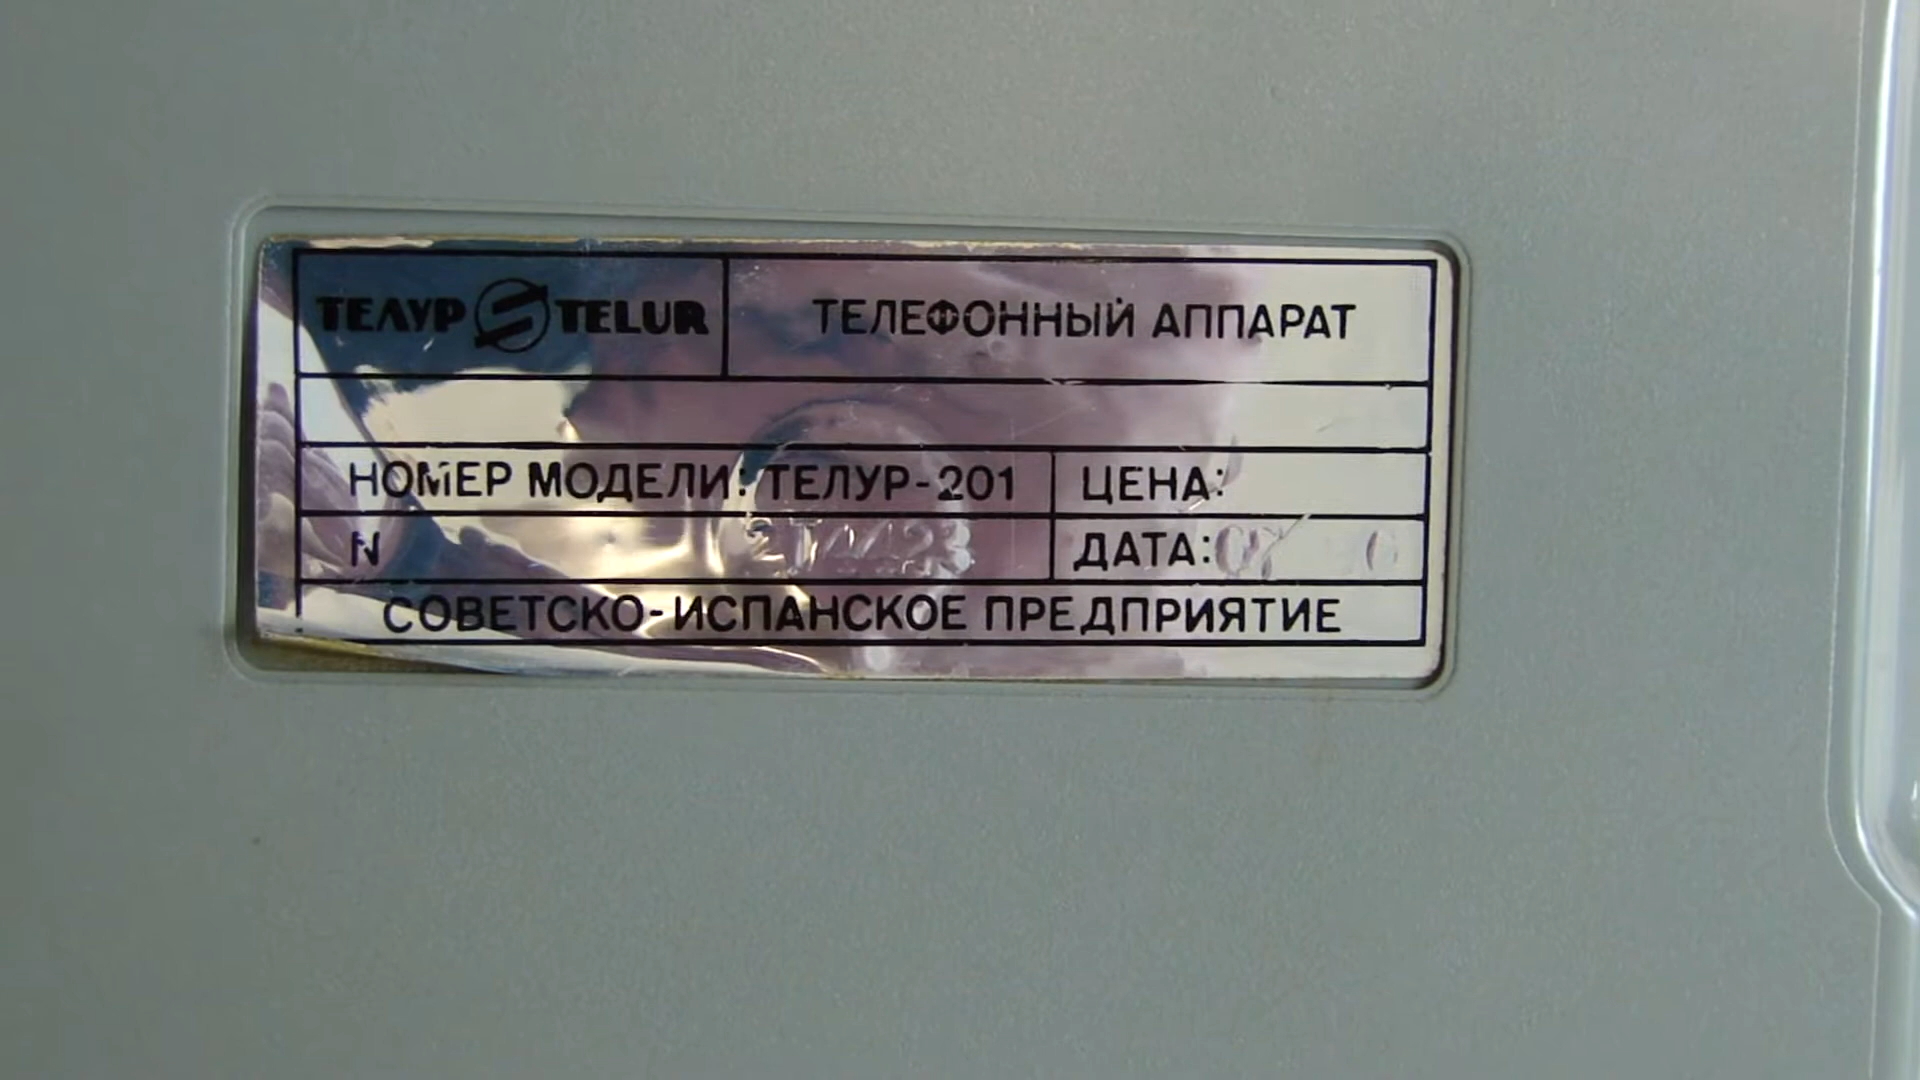 ТЕЛУР TELUR
ТЕЛЕФОННЫЙ АППАРАТ
НОМЕР МОДЕЛИ: ТЕЛУР-201
ЦЕНА:
N
ДАТА:
СОВЕТСКО-ИСПАНСКОЕ ПРЕДПРИЯТИЕ